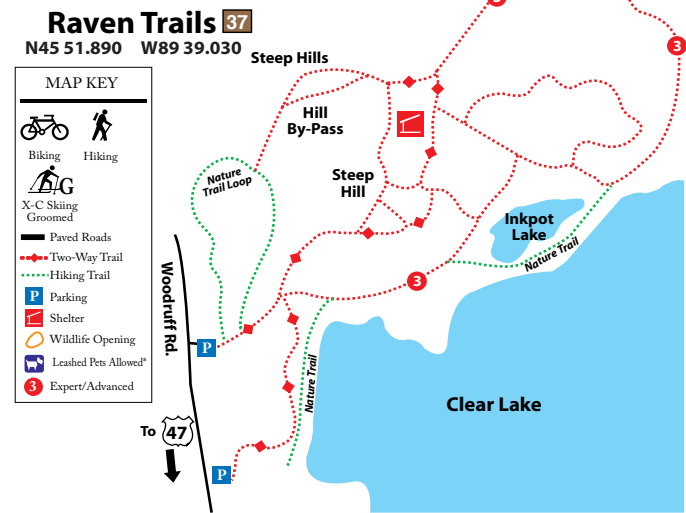 Raven Trails 37
N45 51.890 W89 39.030
MAP KEY
Biking
Hiking
G
X-C Skiing
Groomed
Paved Roads
Two-Way Trail
Hiking Trail
P Parking
Shelter
Wildlife Opening
Leashed Pets Allowed*
3 Expert/Advanced
Steep Hills
Hill
By-Pass
Steep
Hill
Nature
Trail Loop
Inkpot
Lake
Nature Trail
3
3
Woodruff Rd.
P
Nature Trail
Clear Lake
To 47
P